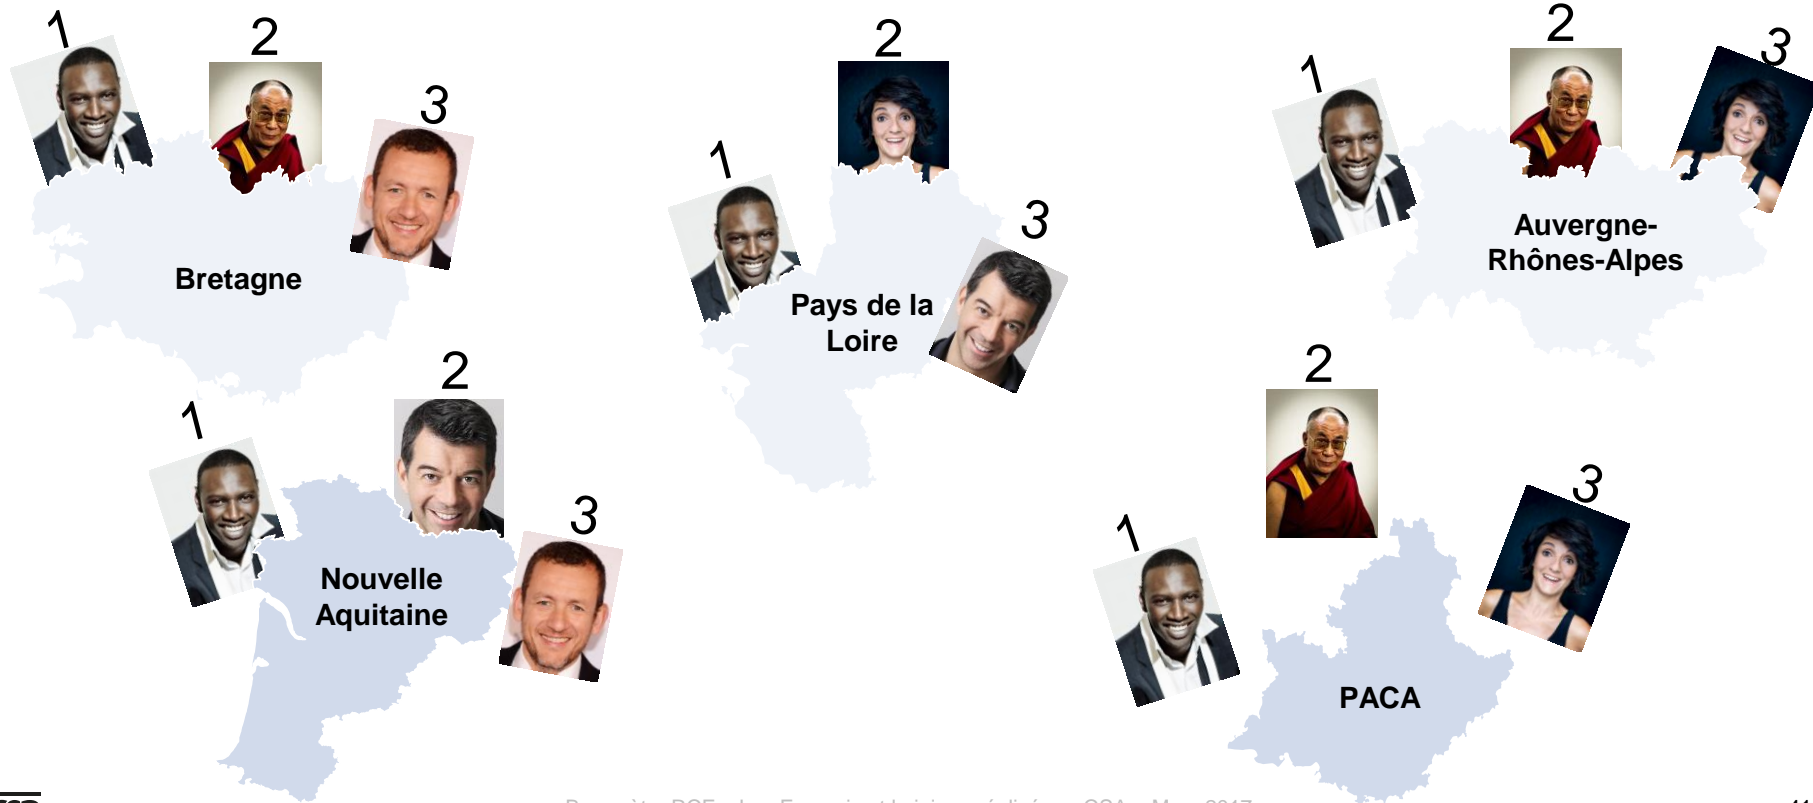 1
2
3
Bretagne
1
2
3
Pays de la
Loire
1
2
3
Auvergne-
Rhônes-Alpes
1
2
3
Nouvelle
Aquitaine
1
2
3
PACA